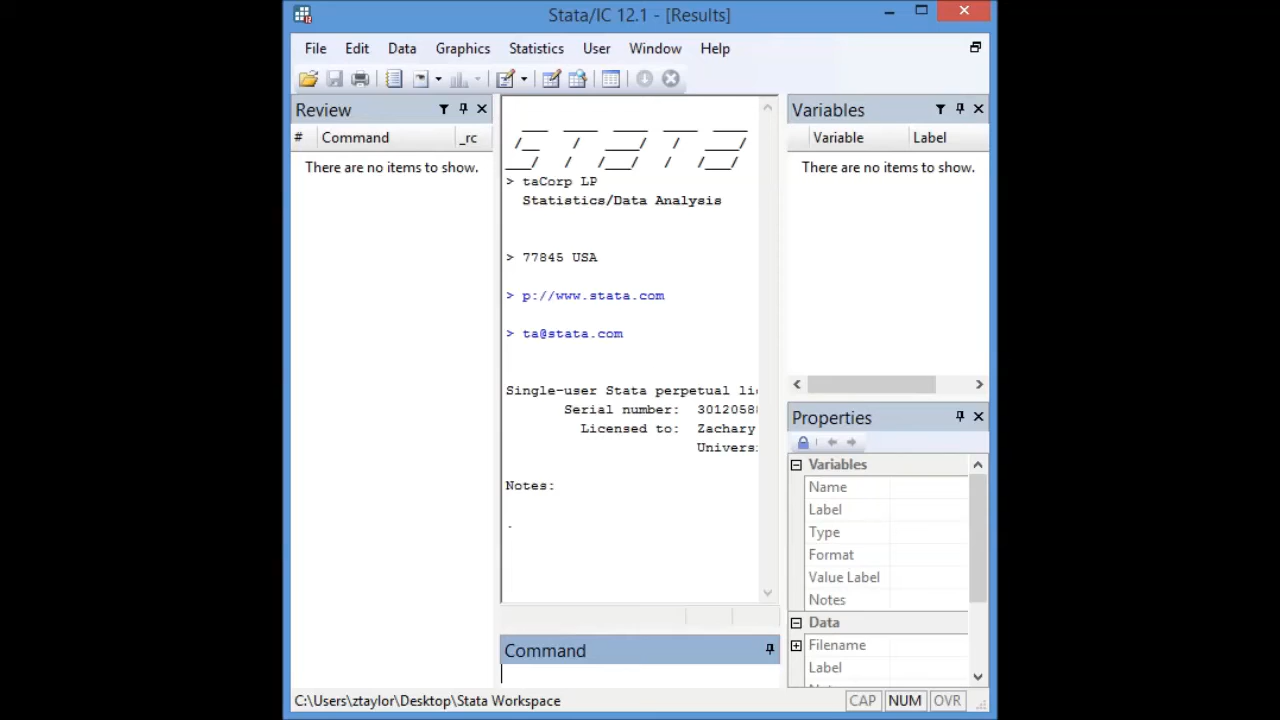 Stata/IC 12.1 - [Results]
File Edit Data Graphics Statistics User Window Help
Review
# Command _rc
There are no items to show.
STATA
> taCorp LP
Statistics/Data Analysis
> 77845 USA
> p://www.stata.com
> ta@stata.com
Single-user Stata perpetual li
Serial number: 3012058
Licensed to: Zachary
Univers
Notes:
.
Command
Variables
Variable Label
There are no items to show.
Properties
Variables
Name
Label
Type
Format
Value Label
Notes
Data
Filename
Label
C:\Users\ztaylor\Desktop\Stata Workspace
CAP NUM OVR